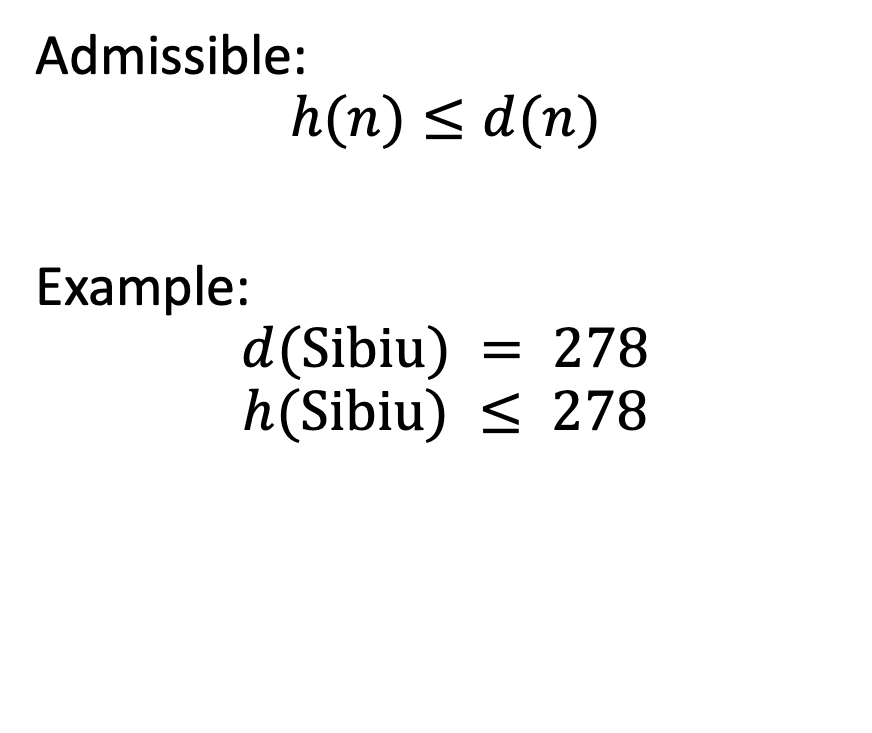 Admissible:
h(n) ≤ d(n)
Example:
d(Sibiu) = 278
h(Sibiu) ≤ 278